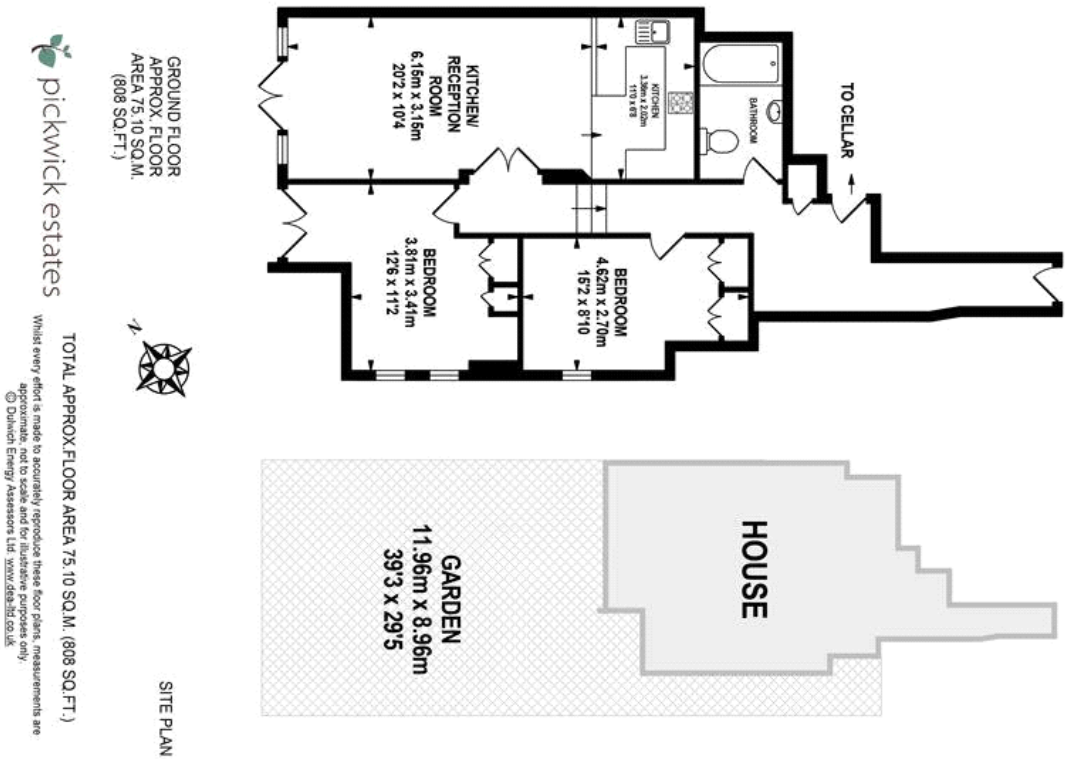 pickwick estates
GROUND FLOOR
APPROX. FLOOR
AREA 75.10 SQ.M.
(808 SQ.FT.)
KITCHEN/
RECEPTION
ROOM
6.15m x 3.15m
20'2 x 10'4
KITCHEN
3.36m x 2.02m
11'0 x 6'8
BATHROOM
TO CELLAR
BEDROOM
3.81m x 3.41m
12'6 x 11'2
BEDROOM
4.62m x 2.70m
15'2 x 8'10
N
HOUSE
GARDEN
11.96m x 8.96m
39'3 x 29'5
SITE PLAN
TOTAL APPROX.FLOOR AREA 75.10 SQ.M. (808 SQ.FT.)
Whilst every effort is made to accurately reproduce these floor plans, measurements are
approximate, not to scale and for illustrative purposes only.
© Dulwich Energy Assessors Ltd. www.dea-ltd.co.uk